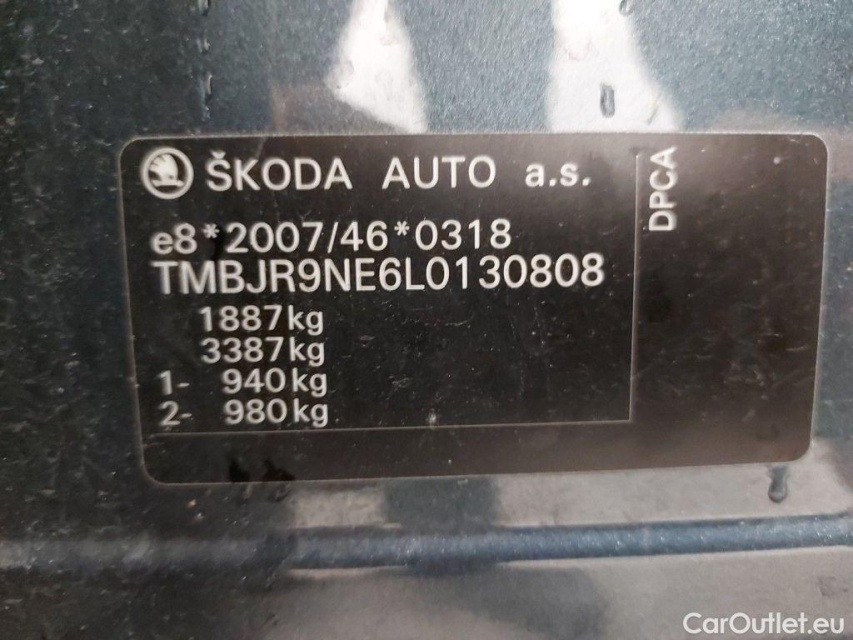 ŠKODA AUTO a.s.
e8*2007/46*0318
TMBJR9NE6L0130808
1887kg
3387kg
1- 940kg
2- 980kg
DPCA
CarOutlet.eu